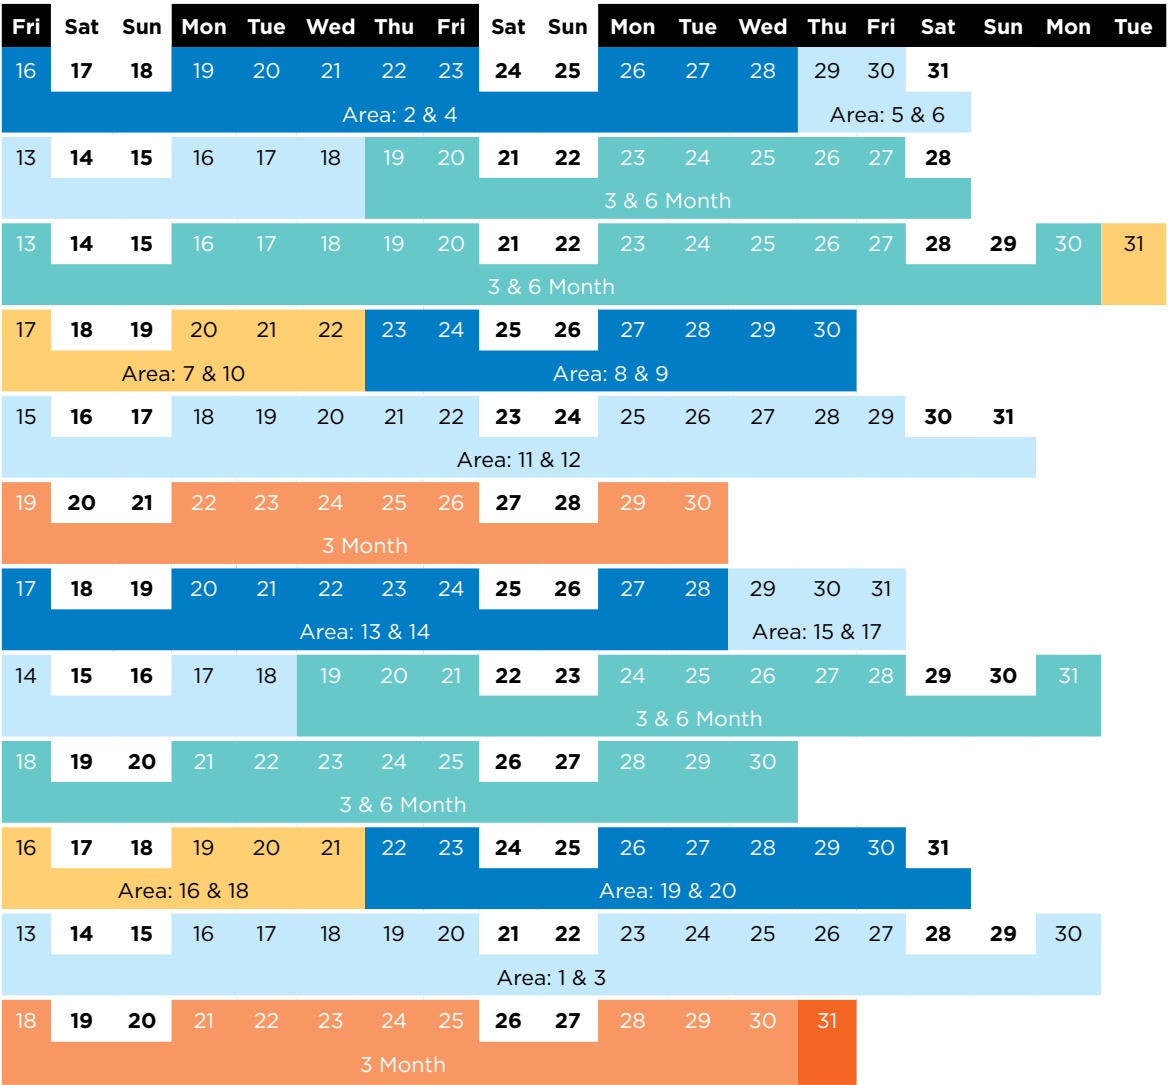 Fri Sat Sun Mon Tue Wed Thu Fri Sat Sun Mon Tue Wed Thu Fri Sat Sun Mon Tue
16 17 18 19 20 21 22 23 24 25 26 27 28 29 30 31
Area: 2 & 4 Area: 5 & 6
13 14 15 16 17 18 19 20 21 22 23 24 25 26 27 28
3 & 6 Month
13 14 15 16 17 18 19 20 21 22 23 24 25 26 27 28 29 30 31
3 & 6 Month
17 18 19 20 21 22 23 24 25 26 27 28 29 30
Area: 7 & 10 Area: 8 & 9
15 16 17 18 19 20 21 22 23 24 25 26 27 28 29 30 31
Area: 11 & 12
19 20 21 22 23 24 25 26 27 28 29 30
3 Month
17 18 19 20 21 22 23 24 25 26 27 28 29 30 31
Area: 13 & 14 Area: 15 & 17
14 15 16 17 18 19 20 21 22 23 24 25 26 27 28 29 30 31
3 & 6 Month
18 19 20 21 22 23 24 25 26 27 28 29 30
3 & 6 Month
16 17 18 19 20 21 22 23 24 25 26 27 28 29 30 31
Area: 16 & 18 Area: 19 & 20
13 14 15 16 17 18 19 20 21 22 23 24 25 26 27 28 29 30
Area: 1 & 3
18 19 20 21 22 23 24 25 26 27 28 29 30 31
3 Month